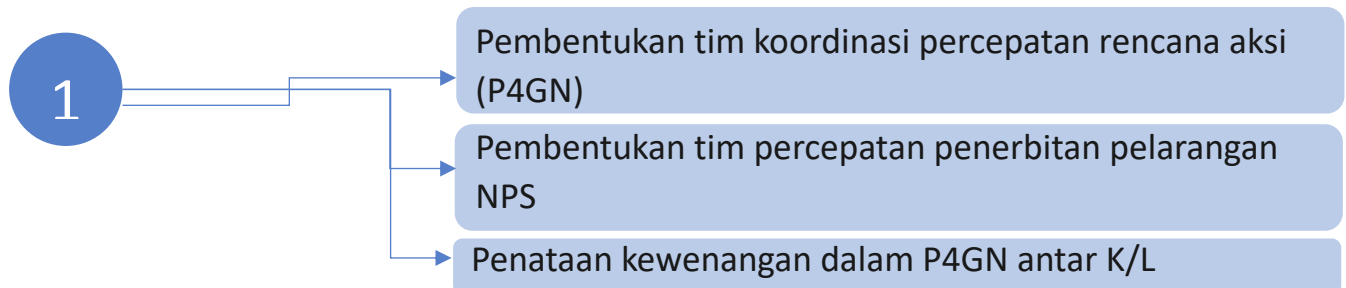 1
Pembentukan tim koordinasi percepatan rencana aksi
(P4GN)
Pembentukan tim percepatan penerbitan pelarangan
NPS
Penataan kewenangan dalam P4GN antar K/L